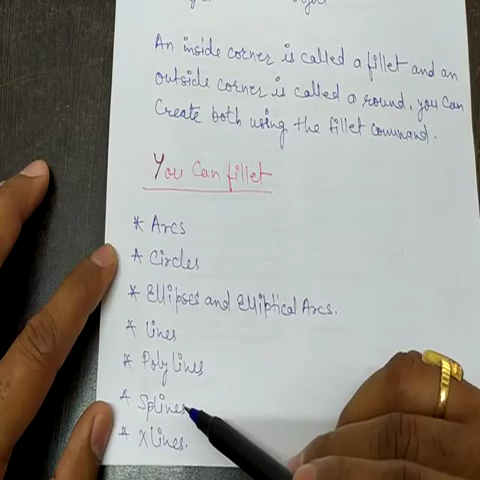 An inside corner is called a fillet and an
outside corner is called a round, you can
Create both using the fillet command.
You Can fillet
* Arcs
* Circles
* Ellipses and Elliptical Arcs.
* lines
* Poly lines
* Splines
* X lines.